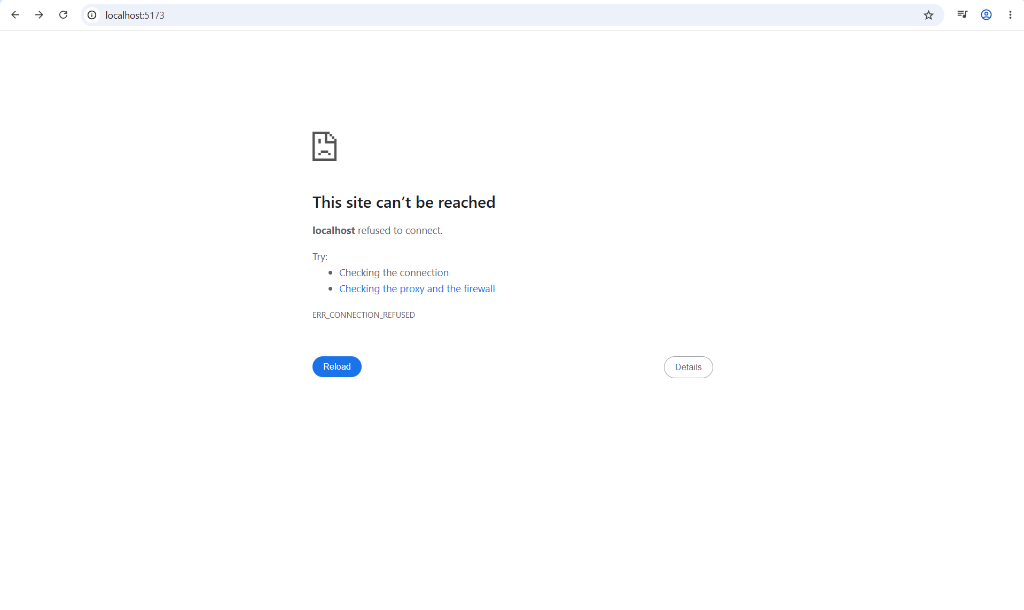 localhost:5173
This site can't be reached
localhost refused to connect.
Try:
• Checking the connection
• Checking the proxy and the firewall
ERR_CONNECTION_REFUSED
Reload
Details